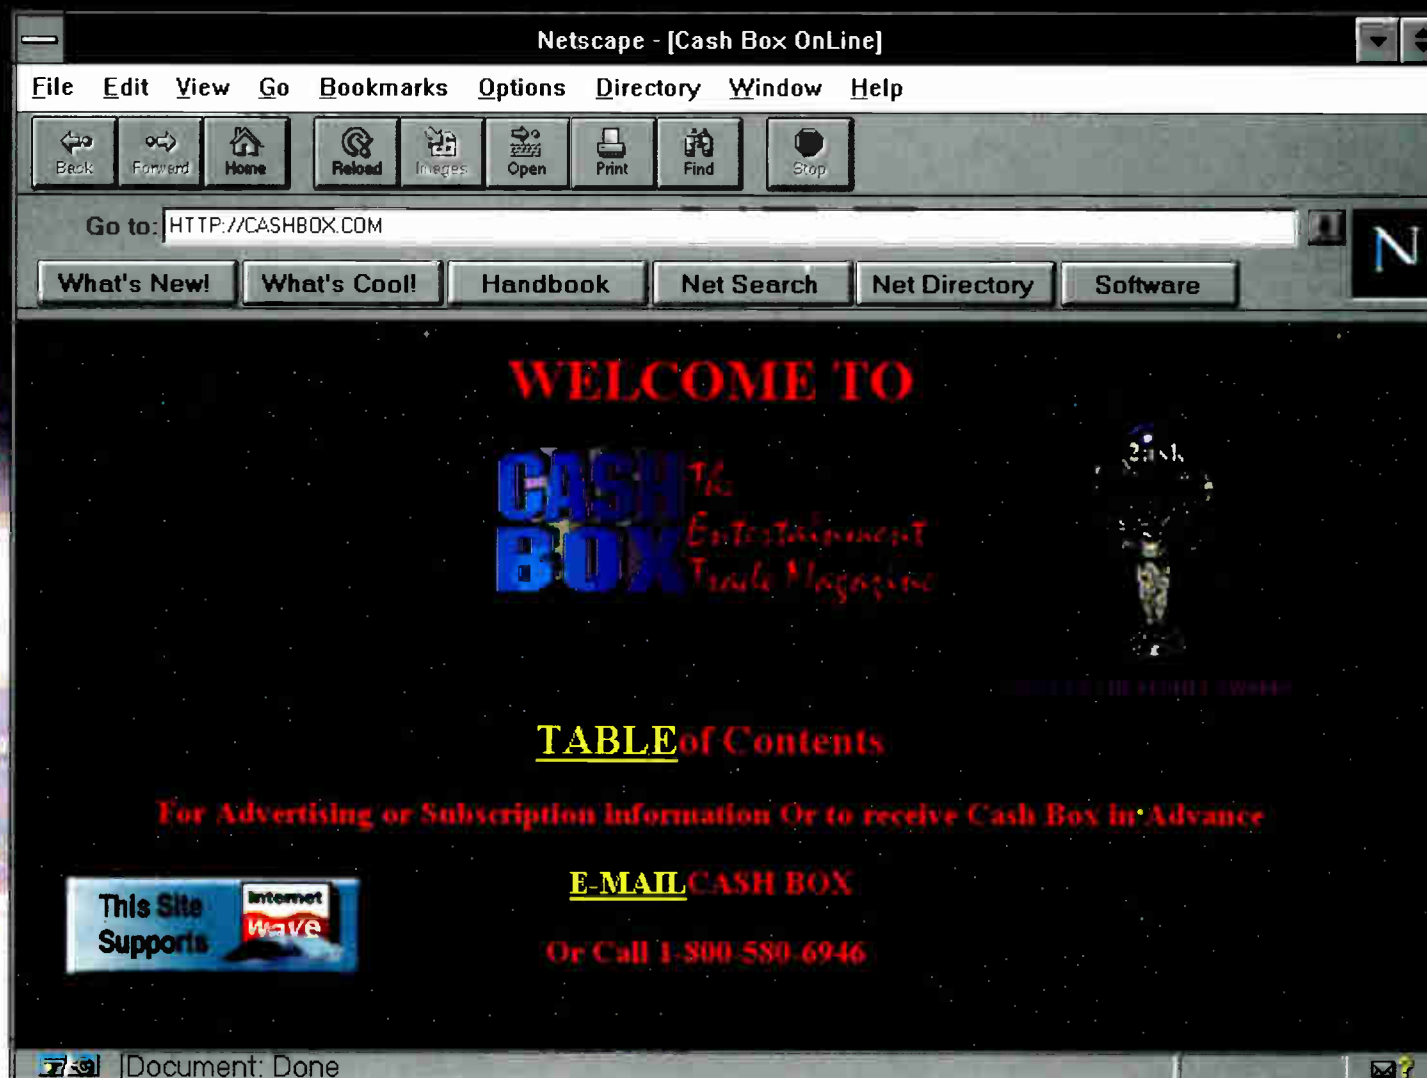 Netscape - [Cash Box OnLine]
File Edit View Go Bookmarks Options Directory Window Help
Back Forward Home Reload Images Open Print Find Stop
Go to: HTTP://CASHBOX.COM
N
What's New! What's Cool! Handbook Net Search Net Directory Software
WELCOME TO
CASH BOX
The Entertainment Trade Magazine
TABLE of Contents
For Advertising or Subscription information Or to receive Cash Box in Advance
E-MAIL CASH BOX
This Site Supports
Internet wave
Or Call 1-800-580-6946
Document: Done